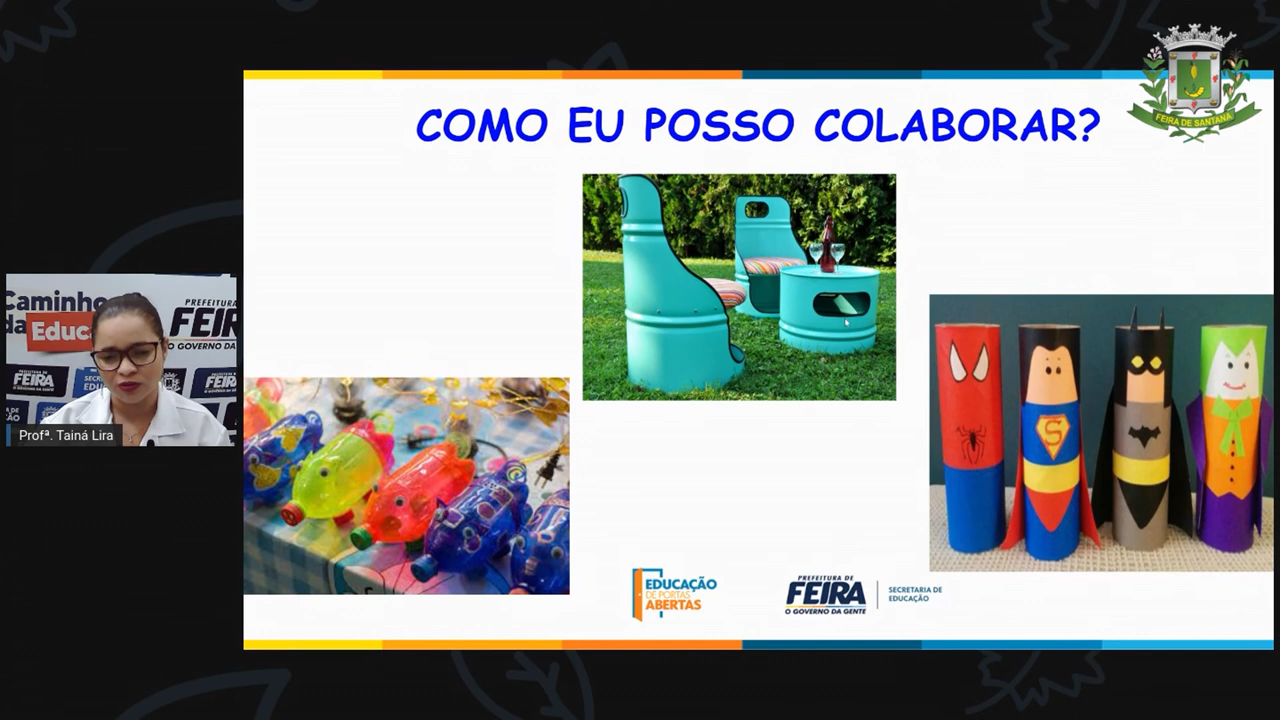 COMO EU POSSO COLABORAR?
FEIRA DE SANTANA
Caminho
da Educa
PREFEITURA
FEIR
O GOVERNO DA
FEIRA
Profª. Tainá Lira
S
EDUCAÇÃO
DE PORTAS
ABERTAS
PREFEITURA DE
FEIRA
O GOVERNO DA GENTE
SECRETARIA DE
EDUCAÇÃO